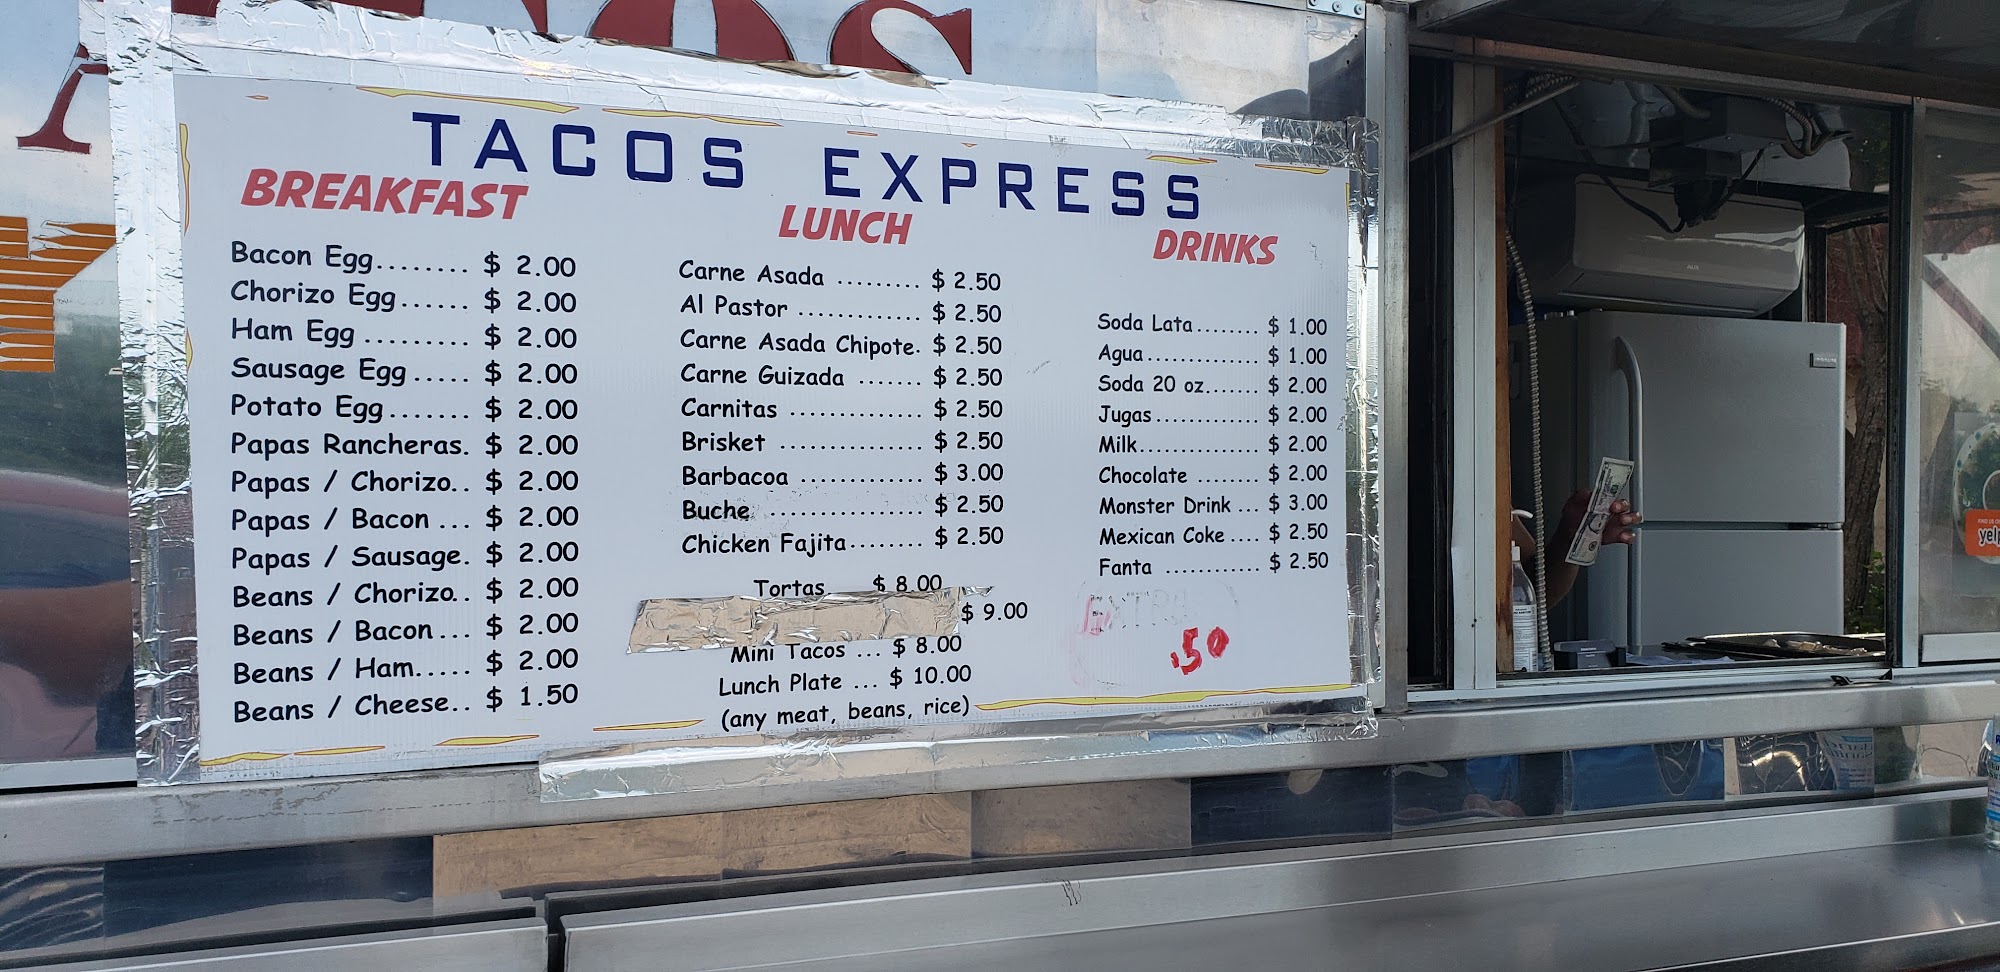 TACOS EXPRESS
BREAKFAST
Bacon Egg........ $ 2.00
Chorizo Egg...... $ 2.00
Ham Egg ......... $ 2.00
Sausage Egg ..... $ 2.00
Potato Egg....... $ 2.00
Papas Rancheras. $ 2.00
Papas / Chorizo.. $ 2.00
Papas / Bacon ... $ 2.00
Papas / Sausage. $ 2.00
Beans / Chorizo.. $ 2.00
Beans / Bacon ... $ 2.00
Beans / Ham..... $ 2.00
Beans / Cheese.. $ 1.50
LUNCH
Carne Asada ......... $ 2.50
Al Pastor ............. $ 2.50
Carne Asada Chipote. $ 2.50
Carne Guizada ....... $ 2.50
Carnitas .............. $ 2.50
Brisket ............... $ 2.50
Barbacoa ............. $ 3.00
Buche ................ $ 2.50
Chicken Fajita........ $ 2.50
Tortas $ 8.00
$ 9.00
Mini Tacos ... $ 8.00
Lunch Plate ... $ 10.00
(any meat, beans, rice)
DRINKS
Soda Lata........ $ 1.00
Agua.............. $ 1.00
Soda 20 oz....... $ 2.00
Jugas............. $ 2.00
Milk............... $ 2.00
Chocolate ........ $ 2.00
Monster Drink ... $ 3.00
Mexican Coke .... $ 2.50
Fanta ............ $ 2.50
EXTRA
.50
yelp